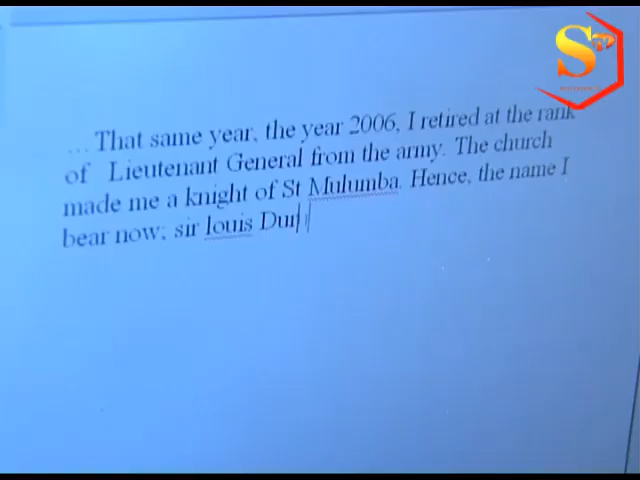 ... That same year, the year 2006, I retired at the rank
of Lieutenant General from the army. The church
made me a knight of St Mulumba. Hence, the name I
bear now; sir louis Dur
S TV